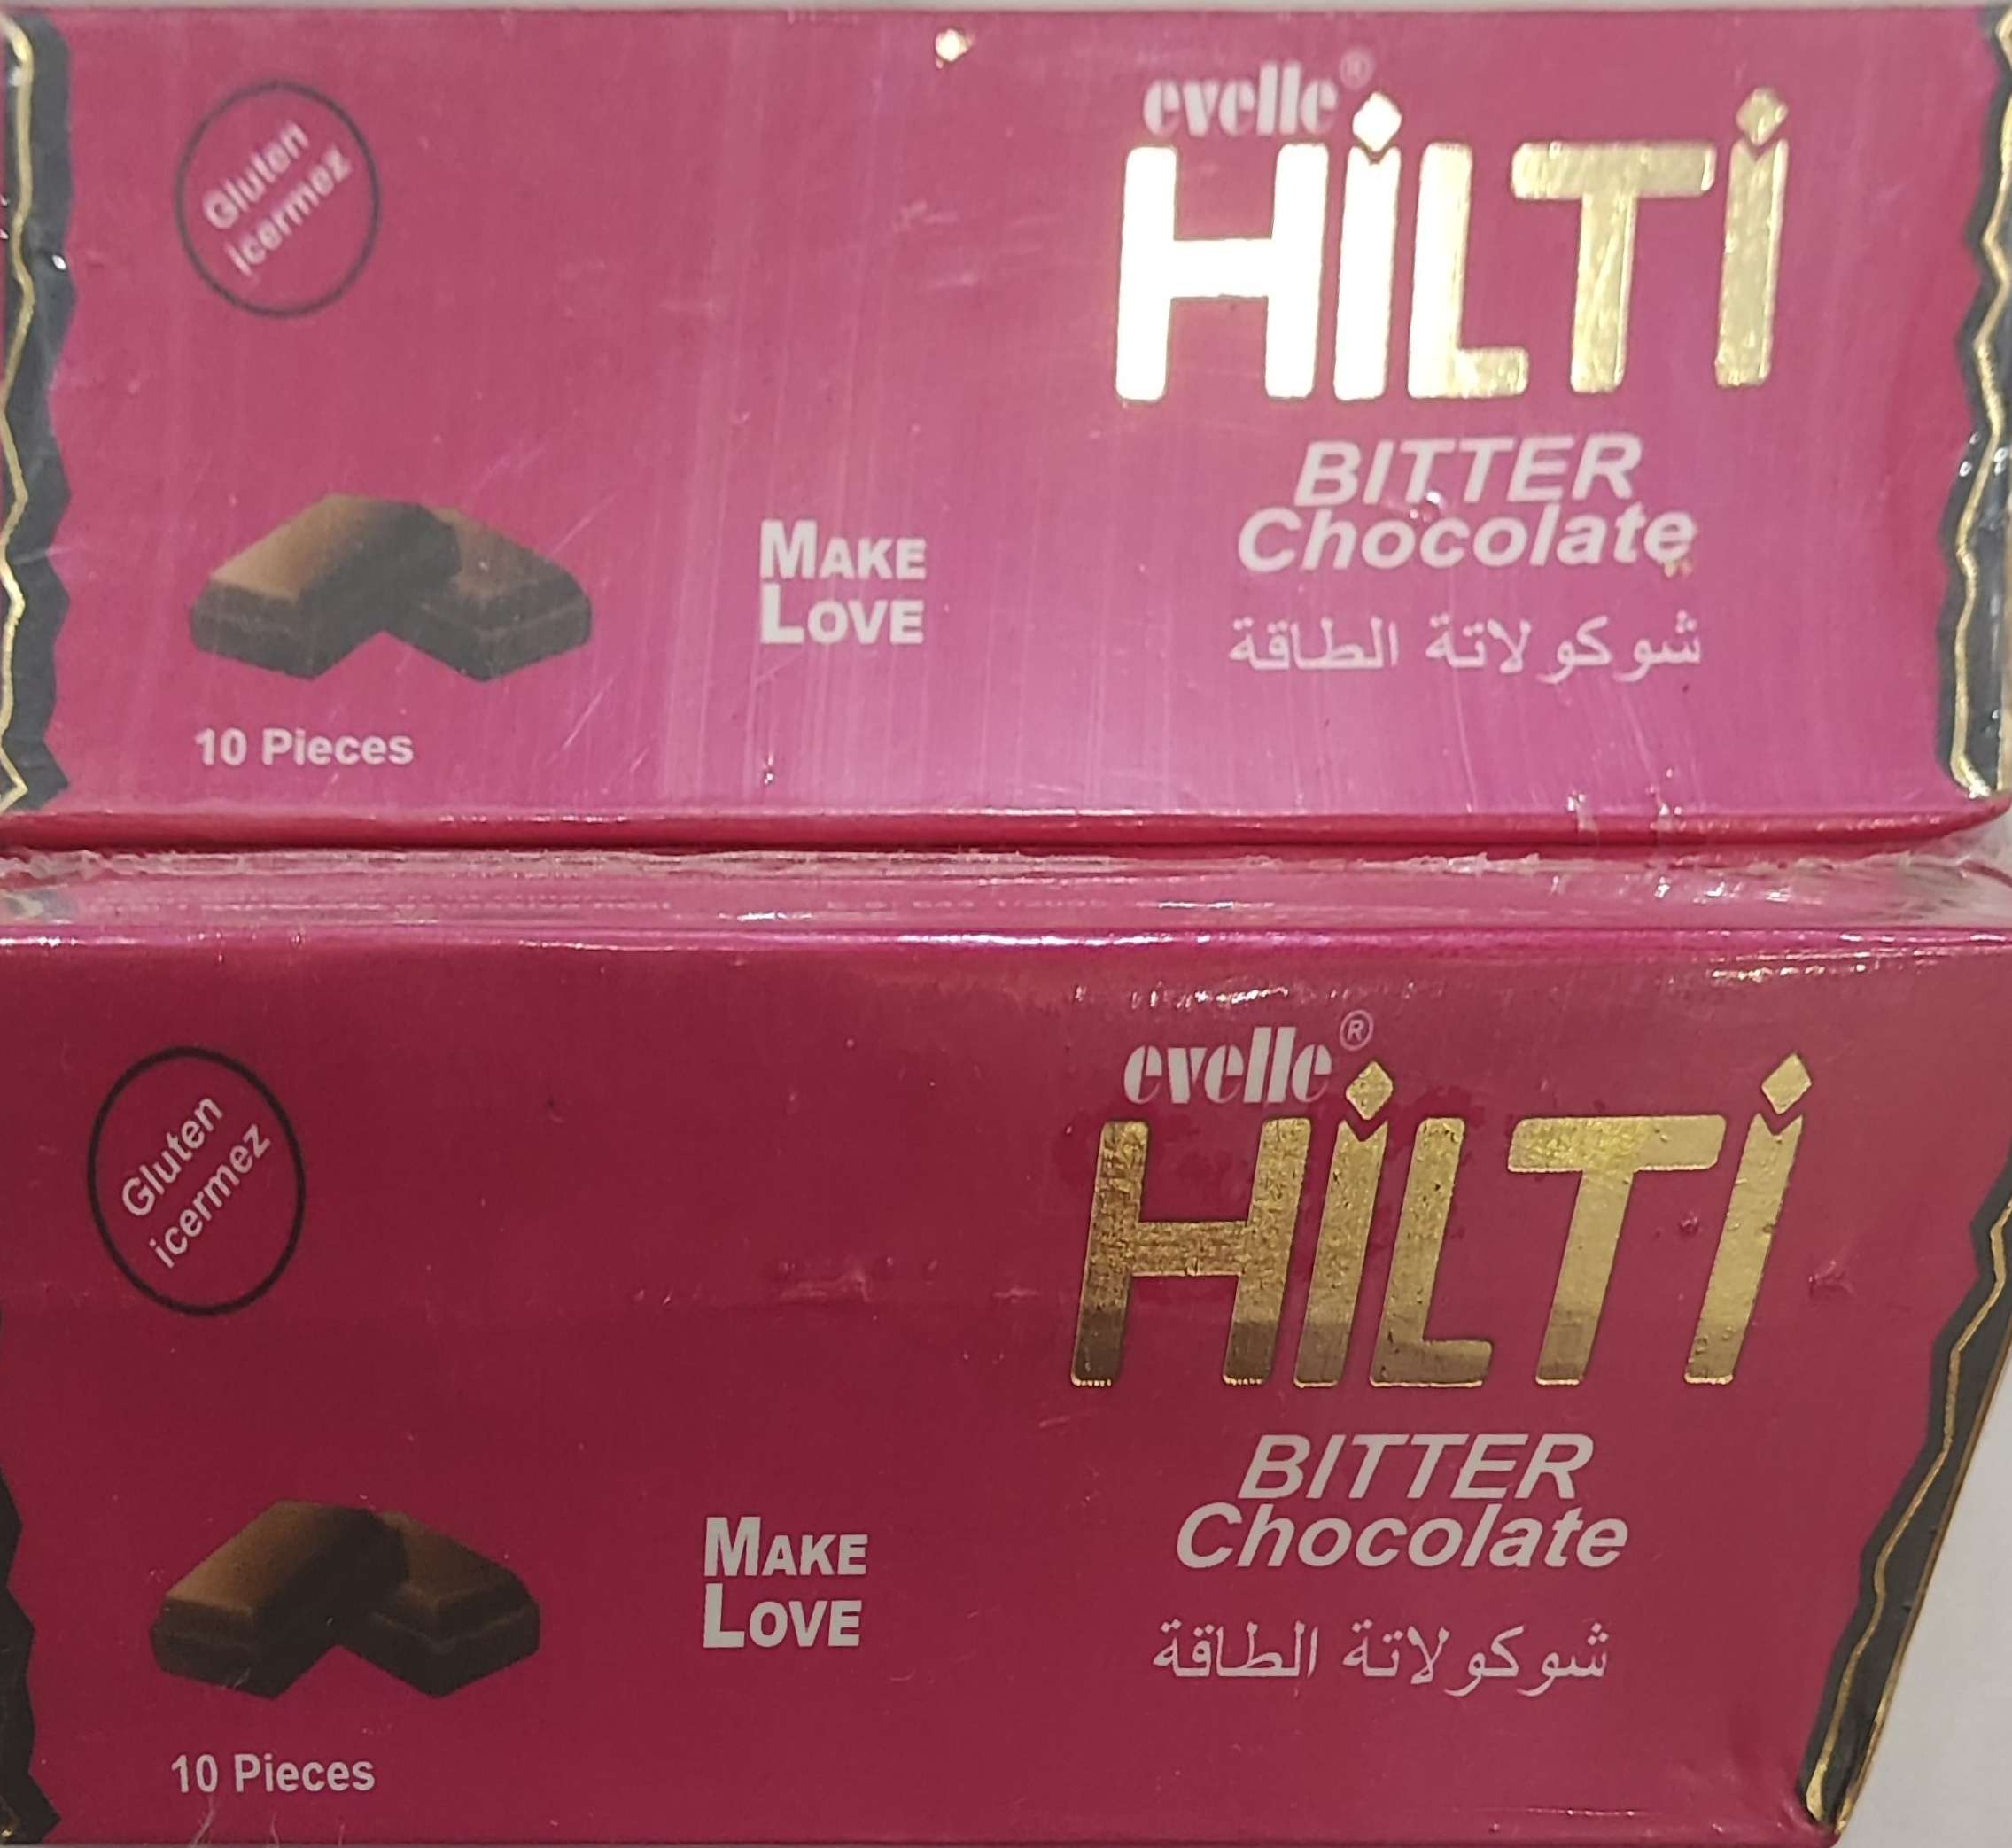 Gluten
icermez
evelle®
HİLTİ
BITTER
Chocolate
شوكولاتة الطاقة
MAKE
LOVE
10 Pieces
Gluten
icermez
evelle®
HİLTİ
BITTER
Chocolate
شوكولاتة الطاقة
MAKE
LOVE
10 Pieces